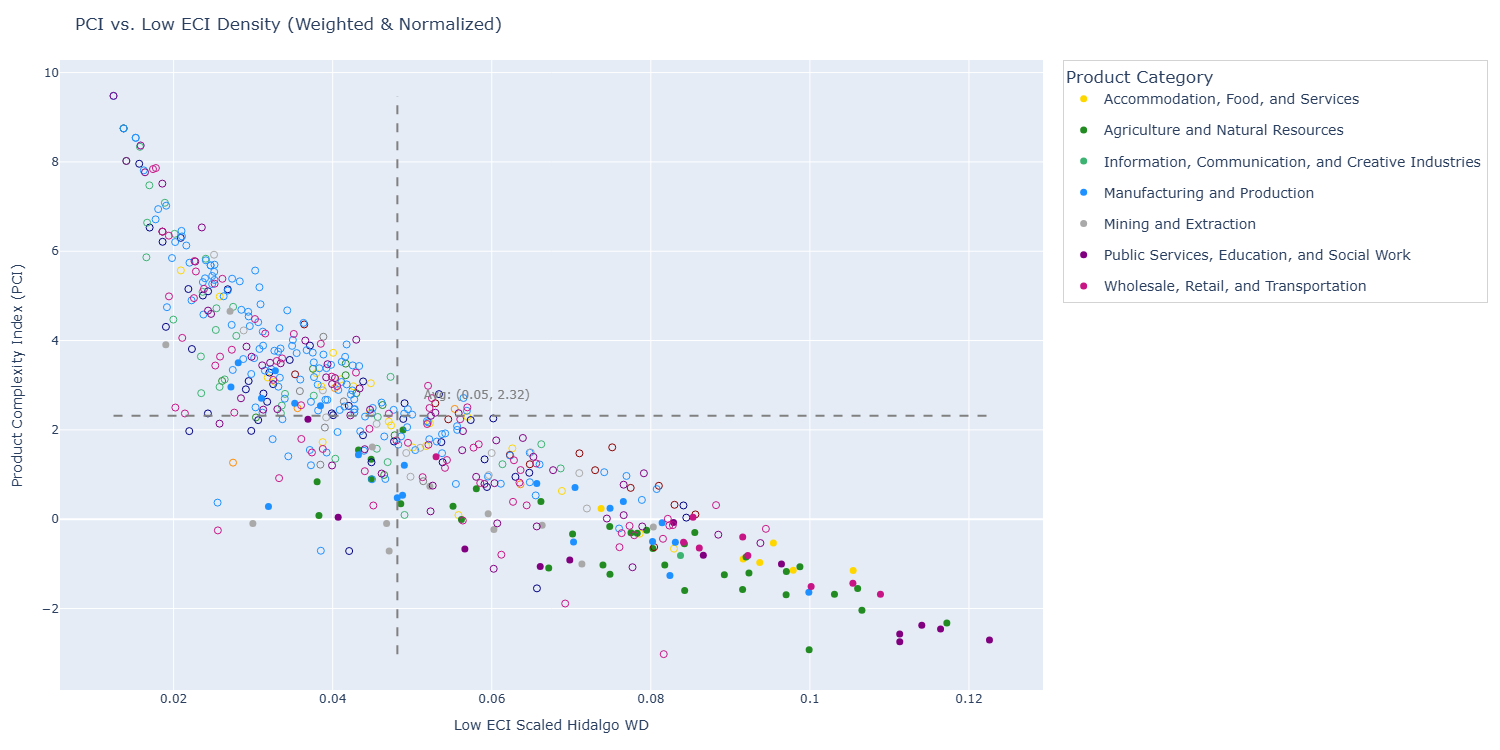 PCI vs. Low ECI Density (Weighted & Normalized)
Product Category
Accommodation, Food, and Services
Agriculture and Natural Resources
Information, Communication, and Creative Industries
Manufacturing and Production
Mining and Extraction
Public Services, Education, and Social Work
Wholesale, Retail, and Transportation
Product Complexity Index (PCI)
10
8
6
4
2
0
−2
Avg: (0.05, 2.32)
0.02
0.04
0.06
0.08
0.1
0.12
Low ECI Scaled Hidalgo WD